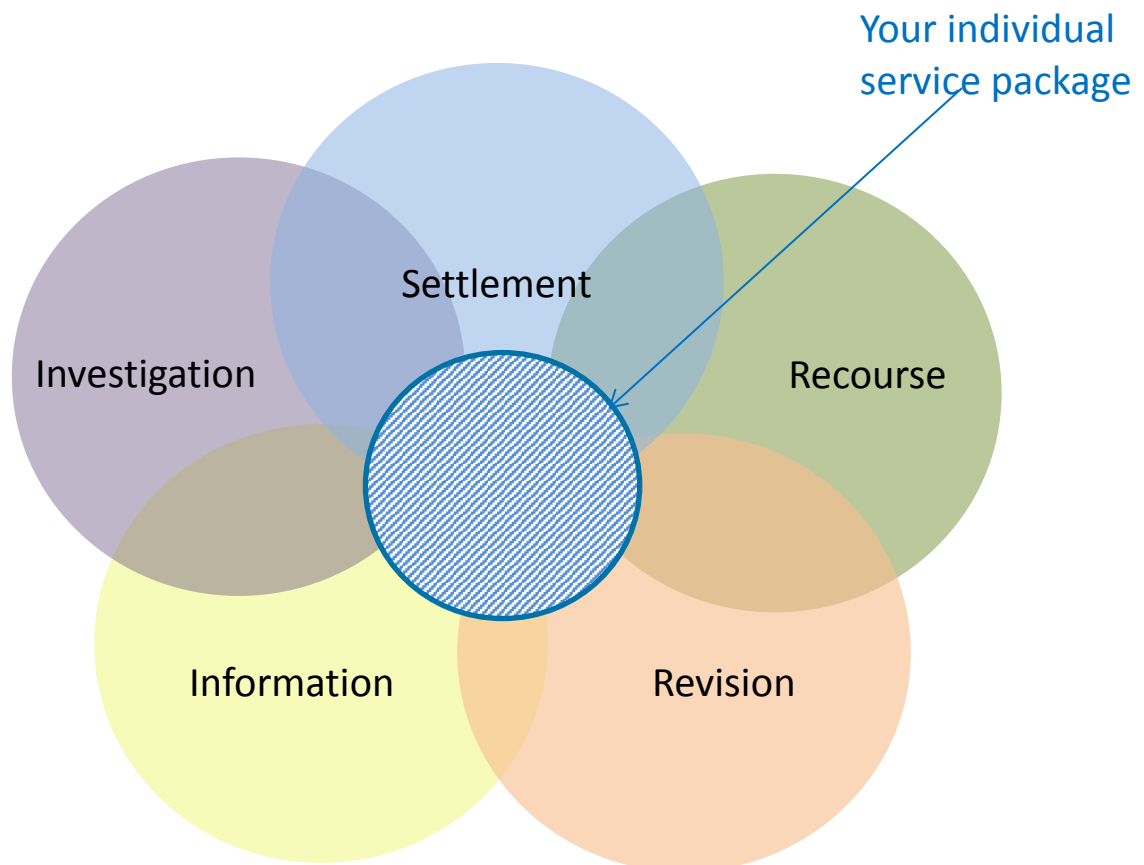 Your individual
service package
Settlement
Investigation
Recourse
Information
Revision